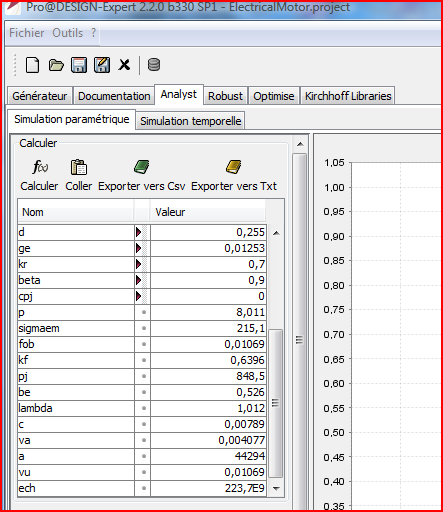 Pro@DESIGN-Expert 2.2.0 b330 SP1 - ElectricalMotor.project
Fichier Outils ?
Générateur Documentation Analyst Robust Optimise Kirchhoff Libraries
Simulation paramétrique Simulation temporelle
Calculer
f(x)
Calculer Coller Exporter vers Csv Exporter vers Txt
Nom Valeur
d 0,255
ge 0,01253
kr 0,7
beta 0,9
cpj 0
p 8,011
sigmaem 215,1
fob 0,01069
kf 0,6396
pj 848,5
be 0,526
lambda 1,012
c 0,00789
va 0,004077
a 44294
vu 0,01069
ech 223,7E9
1,05
1,00
0,95
0,90
0,85
0,80
0,75
0,70
0,65
0,60
0,55
0,50
0,45
0,40
0,35